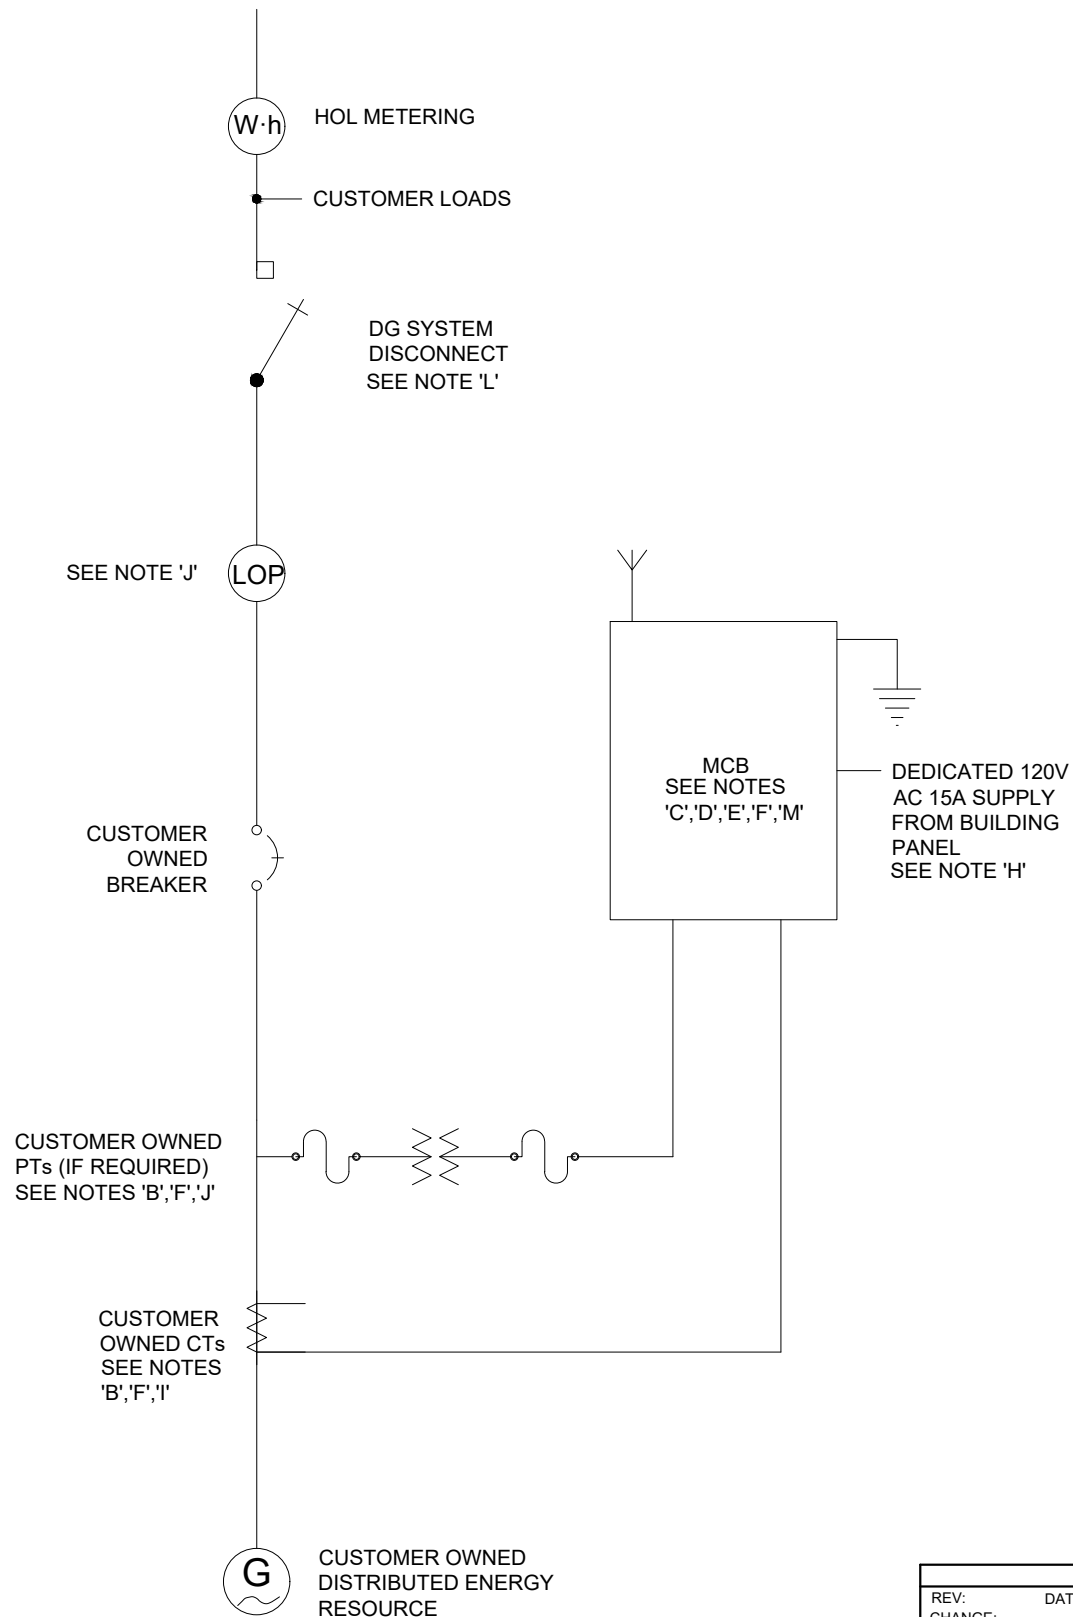 W·h
HOL METERING
CUSTOMER LOADS
DG SYSTEM
DISCONNECT
SEE NOTE 'L'
SEE NOTE 'J'
LOP
MCB
SEE NOTES
'C','D','E','F','M'
DEDICATED 120V
AC 15A SUPPLY
FROM BUILDING
PANEL
SEE NOTE 'H'
CUSTOMER
OWNED
BREAKER
CUSTOMER OWNED
PTs (IF REQUIRED)
SEE NOTES 'B','F','J'
CUSTOMER
OWNED CTs
SEE NOTES
'B','F','I'
G
CUSTOMER OWNED
DISTRIBUTED ENERGY
RESOURCE
REV: DAT